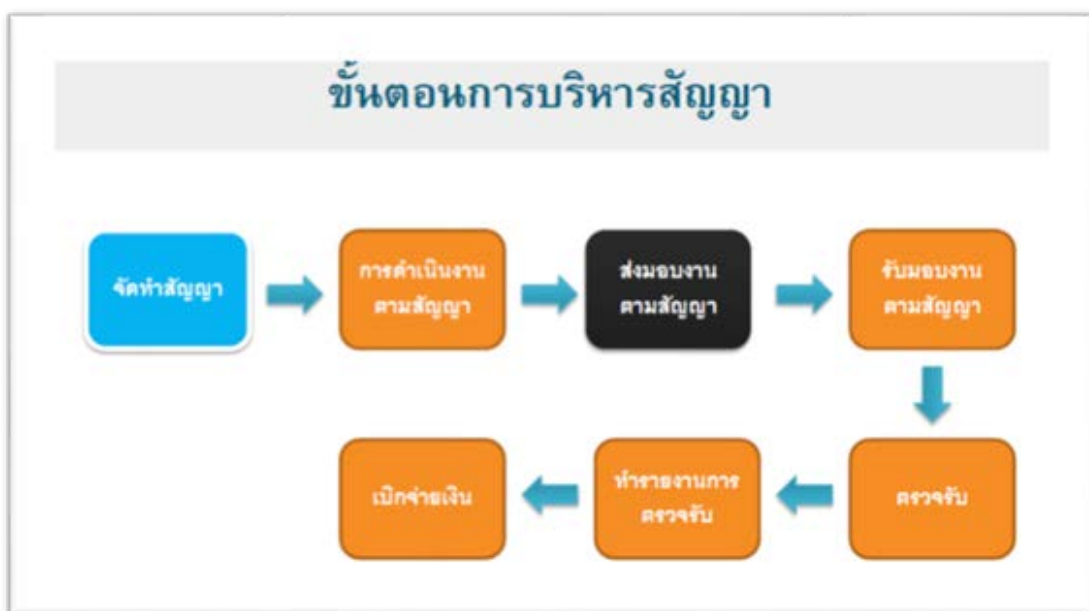 ขั้นตอนการบริหารสัญญา
จัดทำสัญญา
การดำเนินงาน
ตามสัญญา
ส่งมอบงาน
ตามสัญญา
รับมอบงาน
ตามสัญญา
ตรวจรับ
ทำรายงานการ
ตรวจรับ
เบิกจ่ายเงิน